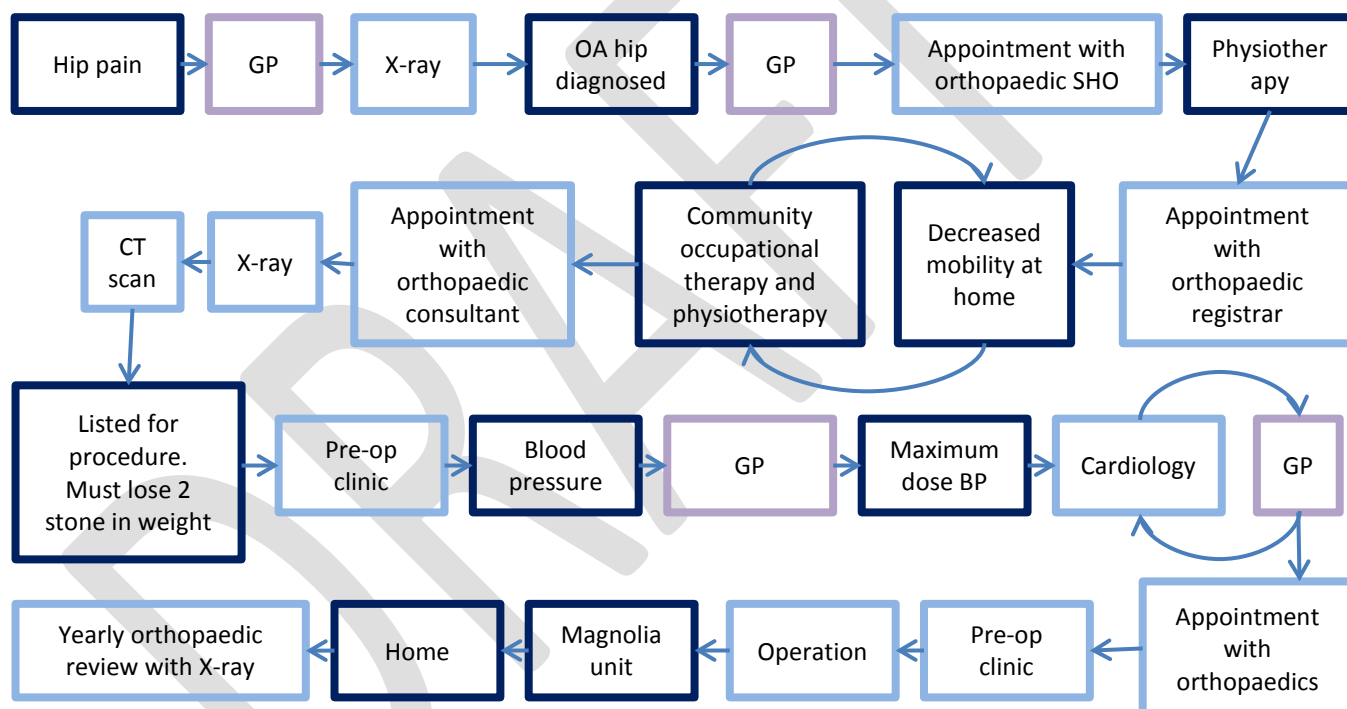 Hip pain
GP
X-ray
OA hip
diagnosed
GP
Appointment with
orthopaedic SHO
Physiother
apy
Appointment
with
orthopaedic
registrar
Decreased
mobility at
home
Community
occupational
therapy and
physiotherapy
Appointment
with
orthopaedic
consultant
X-ray
CT
scan
Listed for
procedure.
Must lose 2
stone in weight
Pre-op
clinic
Blood
pressure
GP
Maximum
dose BP
Cardiology
GP
Appointment
with
orthopaedics
Pre-op
clinic
Operation
Magnolia
unit
Home
Yearly orthopaedic
review with X-ray
DRAFT